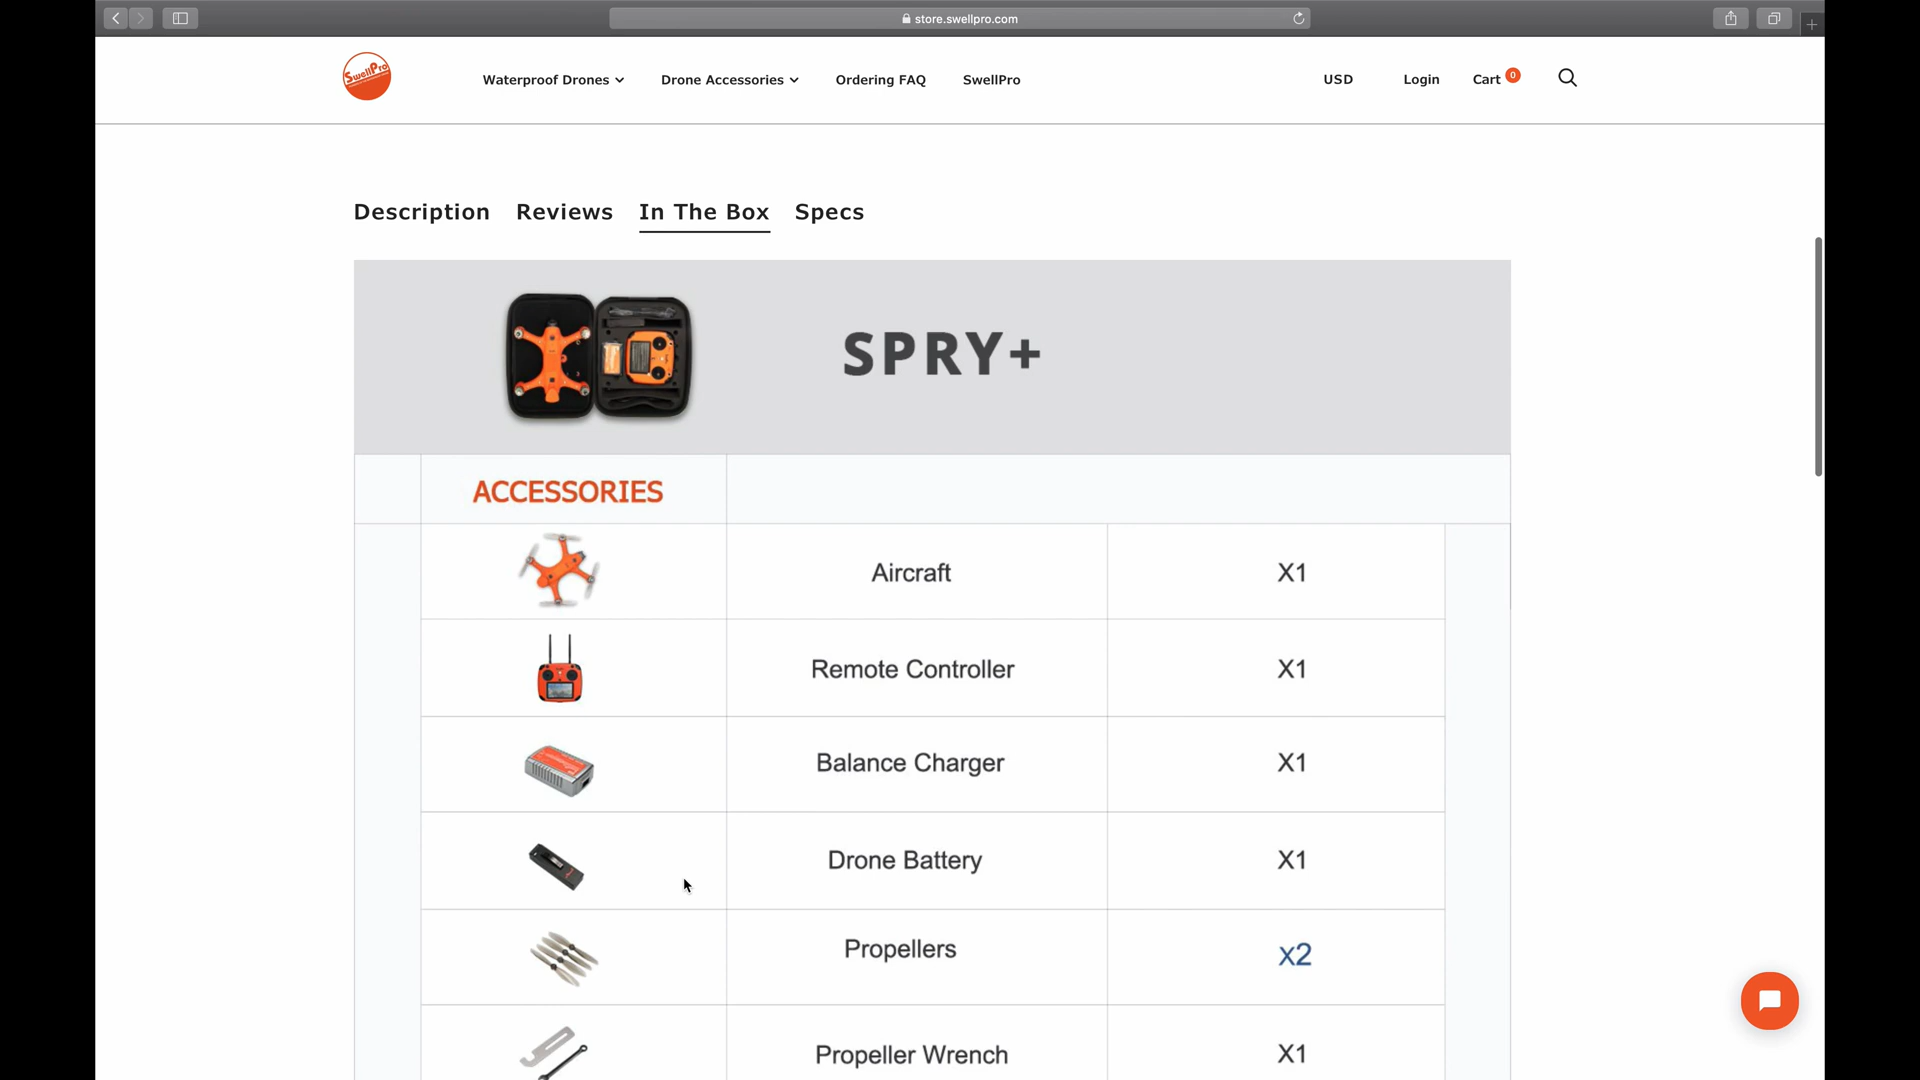 store.swellpro.com
SwellPro
Waterproof Drones
Drone Accessories
Ordering FAQ
SwellPro
USD
Login
Cart 0
Description
Reviews
In The Box
Specs
SPRY+
ACCESSORIES
Aircraft X1
Remote Controller X1
Balance Charger X1
Drone Battery X1
Propellers x2
Propeller Wrench X1